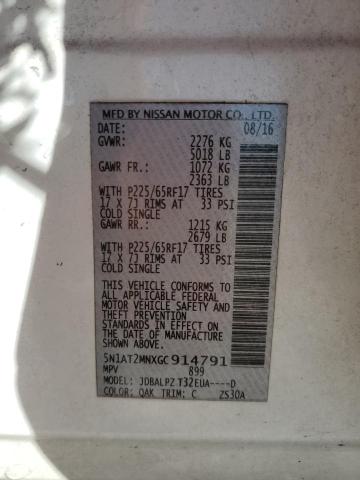 MFD BY NISSAN MOTOR CO., LTD.
DATE: 08/16
GVWR: 2276 KG
5018 LB
GAWR FR.: 1072 KG
2363 LB
WITH P225/65RF17 TIRES
17 X 7J RIMS AT 33 PSI
COLD SINGLE
GAWR RR.: 1215 KG
2679 LB
WITH P225/65RF17 TIRES
17 X 7J RIMS AT 33 PSI
COLD SINGLE
THIS VEHICLE CONFORMS TO
ALL APPLICABLE FEDERAL
MOTOR VEHICLE SAFETY AND
THEFT PREVENTION
STANDARDS IN EFFECT ON
THE DATE OF MANUFACTURE
SHOWN ABOVE.
5N1AT2MNXGC914791
MPV 899
MODEL: JDBALPZ T32EUA----D
COLOR: QAK TRIM: C ZS30A